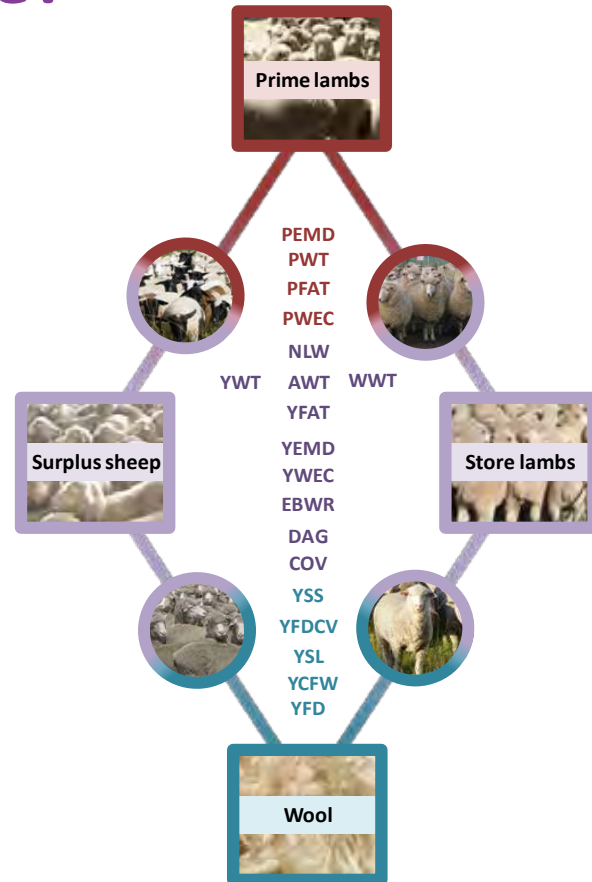 Prime lambs
PEMD
PWT
PFAT
PWEC
NLW
YWT AWT WWT
YFAT
Surplus sheep
Store lambs
YEMD
YWEC
EBWR
DAG
COV
YSS
YFDCV
YSL
YCFW
YFD
Wool